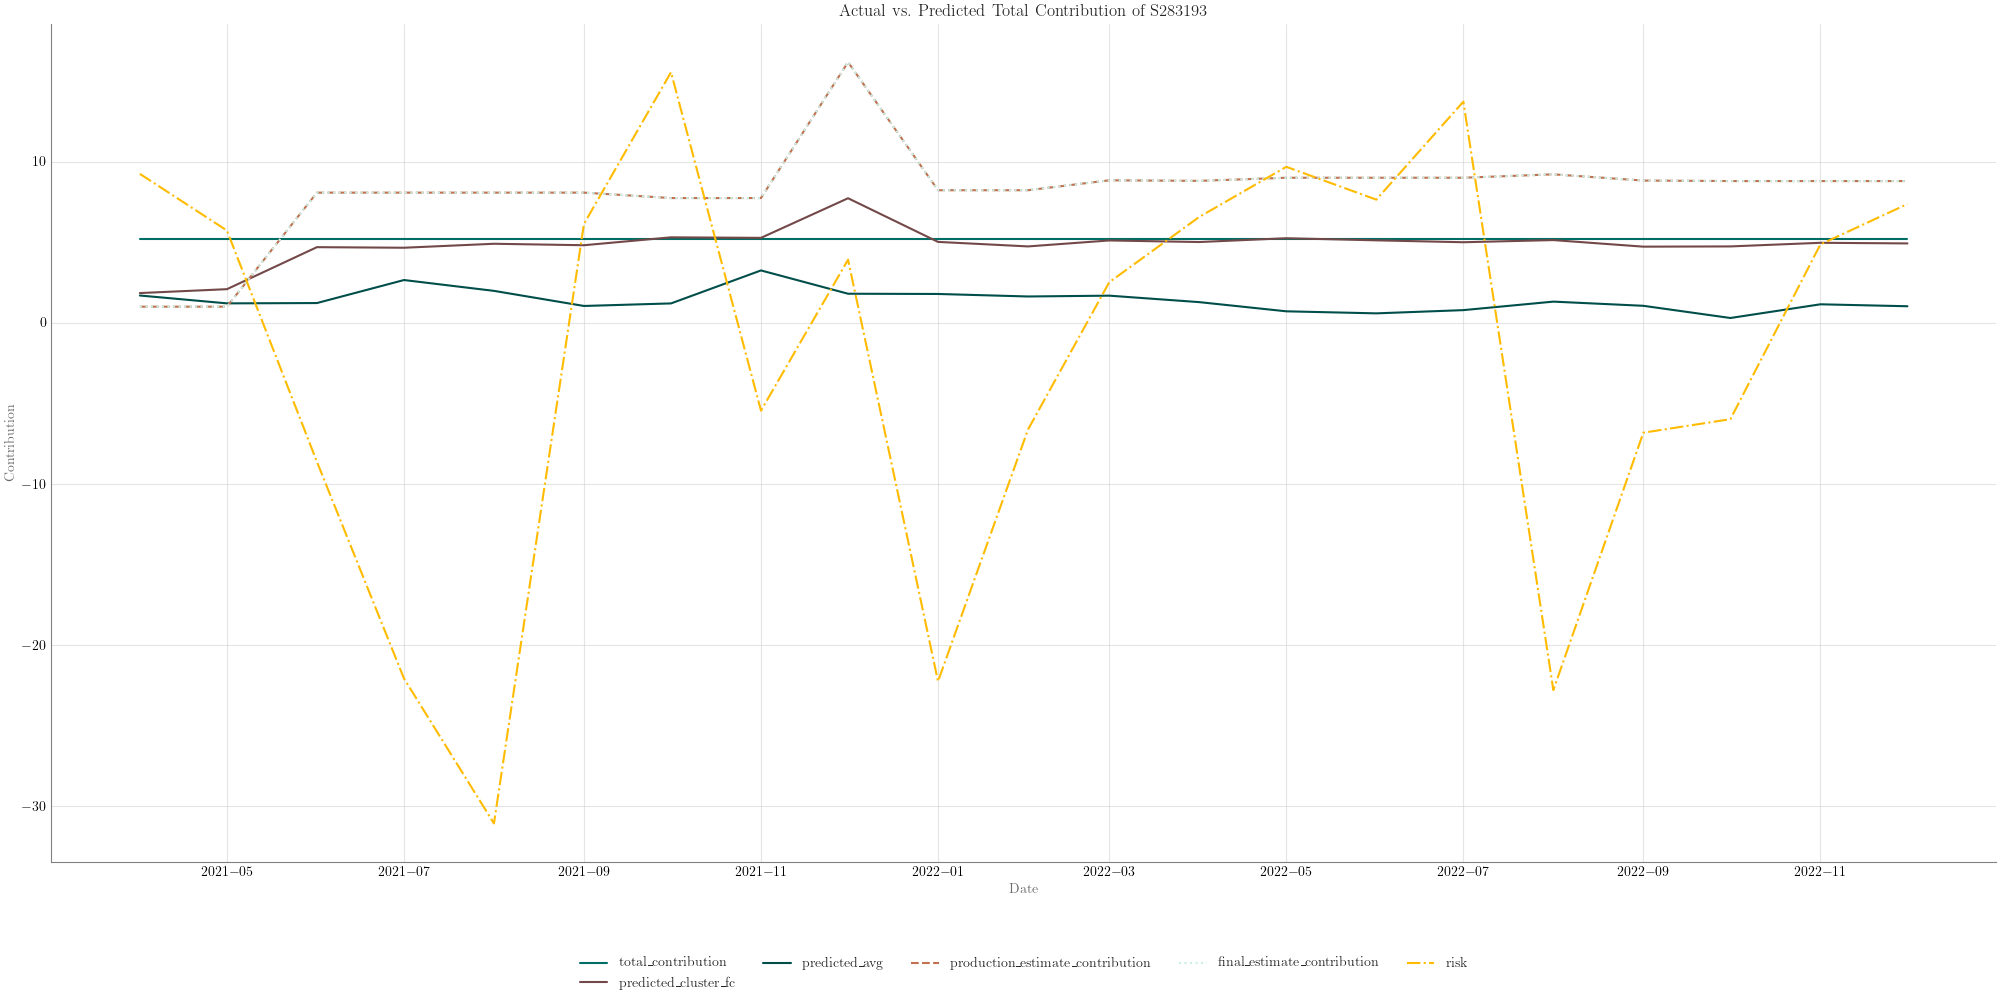 Actual vs. Predicted Total Contribution of S283193
Contribution
10
0
−10
−20
−30
2021−05 2021−07 2021−09 2021−11 2022−01 2022−03 2022−05 2022−07 2022−09 2022−11
Date
total_contribution predicted_avg production_estimate_contribution final_estimate_contribution risk
predicted_cluster_fc